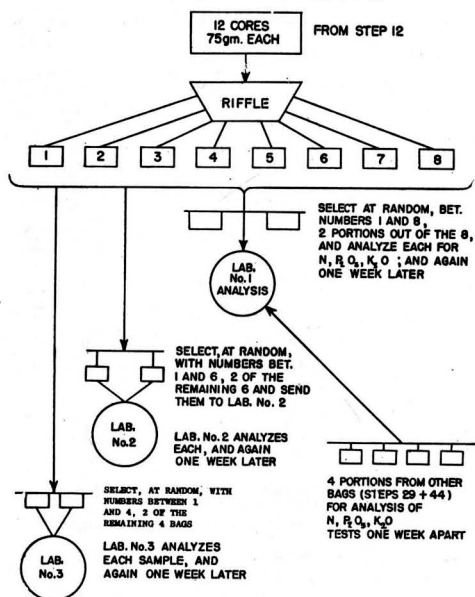 12 CORES
75gm. EACH
FROM STEP 12
RIFFLE
1 2 3 4 5 6 7 8
SELECT AT RANDOM, BET.
NUMBERS 1 AND 8,
2 PORTIONS OUT OF THE 8,
AND ANALYZE EACH FOR
N, P₂O₅, K₂O ; AND AGAIN
ONE WEEK LATER
LAB.
No.1
ANALYSIS
SELECT, AT RANDOM,
WITH NUMBERS BET.
1 AND 6, 2 OF THE
REMAINING 6 AND SEND
THEM TO LAB. No. 2
LAB.
No.2
LAB. No.2 ANALYZES
EACH, AND AGAIN
ONE WEEK LATER
4 PORTIONS FROM OTHER
BAGS (STEPS 29 + 44)
FOR ANALYSIS OF
N, P₂O₅, K₂O
TESTS ONE WEEK APART
SELECT, AT RANDOM, WITH
NUMBERS BETWEEN 1
AND 4, 2 OF THE
REMAINING 4 BAGS
LAB.
No.3
LAB. No.3 ANALYZES
EACH SAMPLE, AND
AGAIN ONE WEEK LATER